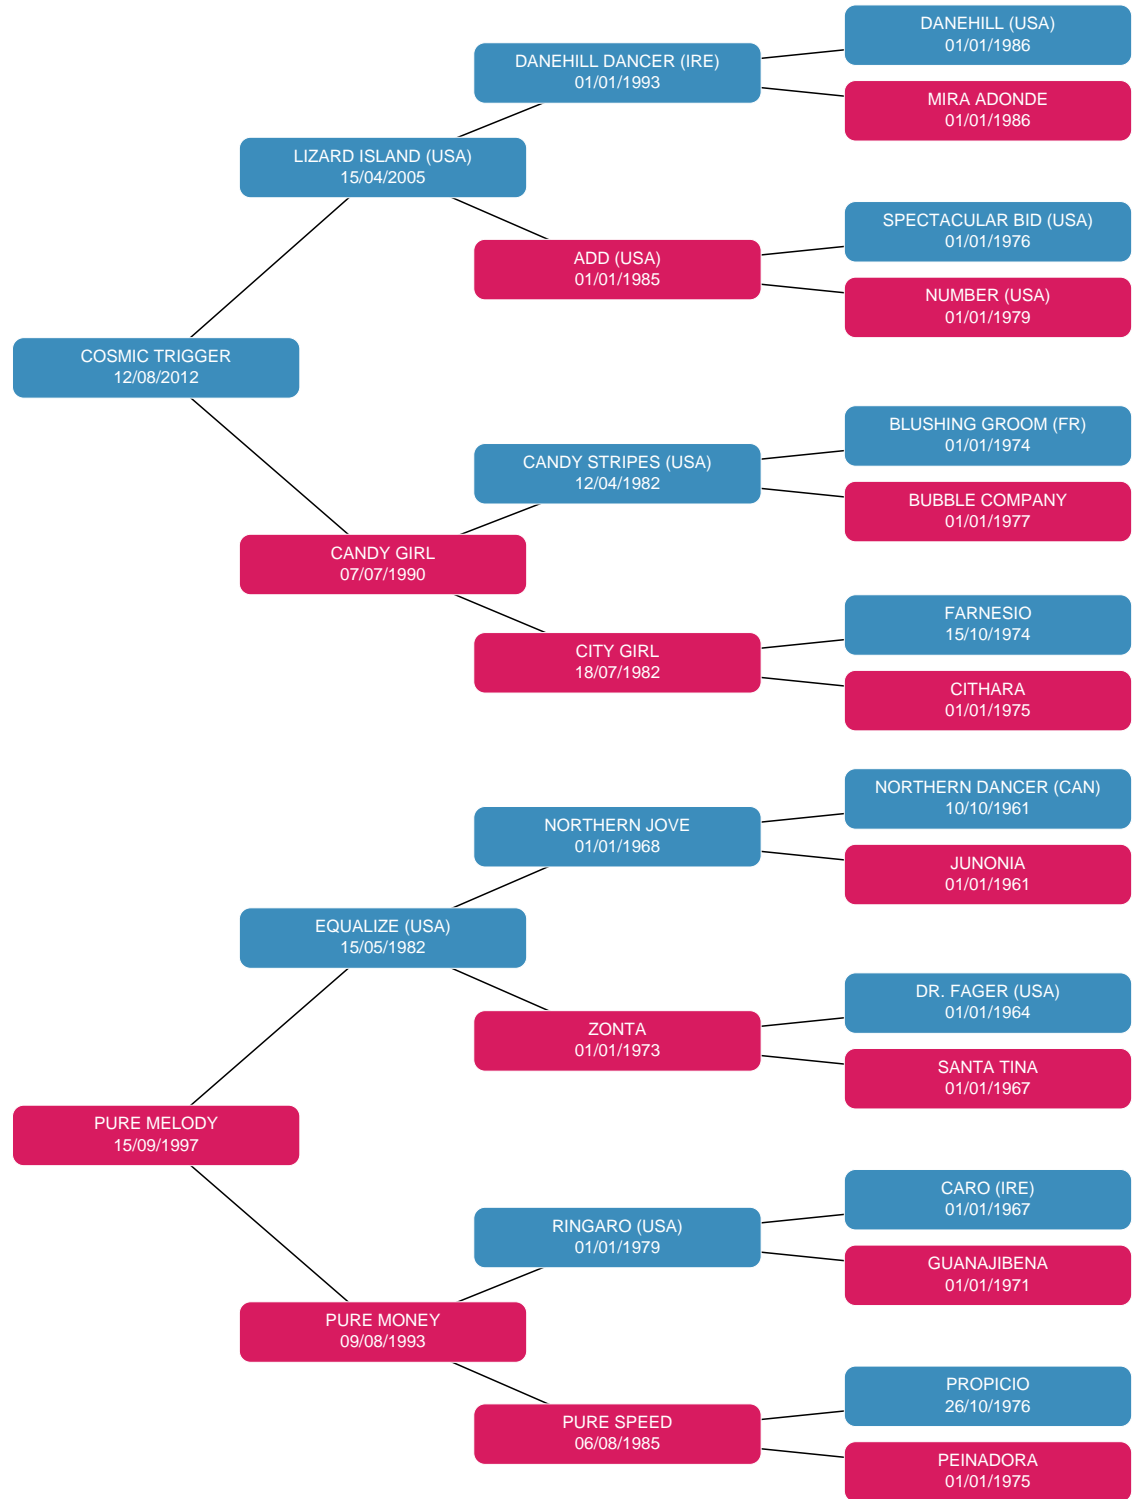 DANEHILL (USA)
01/01/1986
DANEHILL DANCER (IRE)
01/01/1993
MIRA ADONDE
01/01/1986
LIZARD ISLAND (USA)
15/04/2005
SPECTACULAR BID (USA)
01/01/1976
ADD (USA)
01/01/1985
NUMBER (USA)
01/01/1979
COSMIC TRIGGER
12/08/2012
BLUSHING GROOM (FR)
01/01/1974
CANDY STRIPES (USA)
12/04/1982
BUBBLE COMPANY
01/01/1977
CANDY GIRL
07/07/1990
FARNESIO
15/10/1974
CITY GIRL
18/07/1982
CITHARA
01/01/1975
NORTHERN DANCER (CAN)
10/10/1961
NORTHERN JOVE
01/01/1968
JUNONIA
01/01/1961
EQUALIZE (USA)
15/05/1982
DR. FAGER (USA)
01/01/1964
ZONTA
01/01/1973
SANTA TINA
01/01/1967
PURE MELODY
15/09/1997
CARO (IRE)
01/01/1967
RINGARO (USA)
01/01/1979
GUANAJIBENA
01/01/1971
PURE MONEY
09/08/1993
PROPICIO
26/10/1976
PURE SPEED
06/08/1985
PEINADORA
01/01/1975